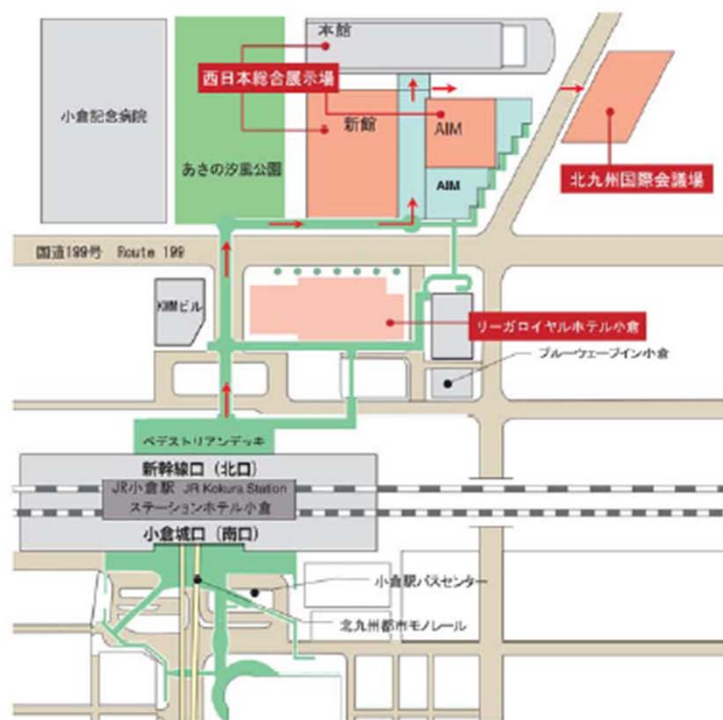 本館
西日本総合展示場
小倉記念病院
新館
AIM
あさの汐風公園
AIM
北九州国際会議場
国道199号 Route 199
KMMビル
リーガロイヤルホテル小倉
ブルーウェーブイン小倉
ペデストリアンデッキ
新幹線口(北口)
JR小倉駅 JR Kokura Station
ステーションホテル小倉
小倉城口(南口)
小倉駅バスセンター
北九州都市モノレール